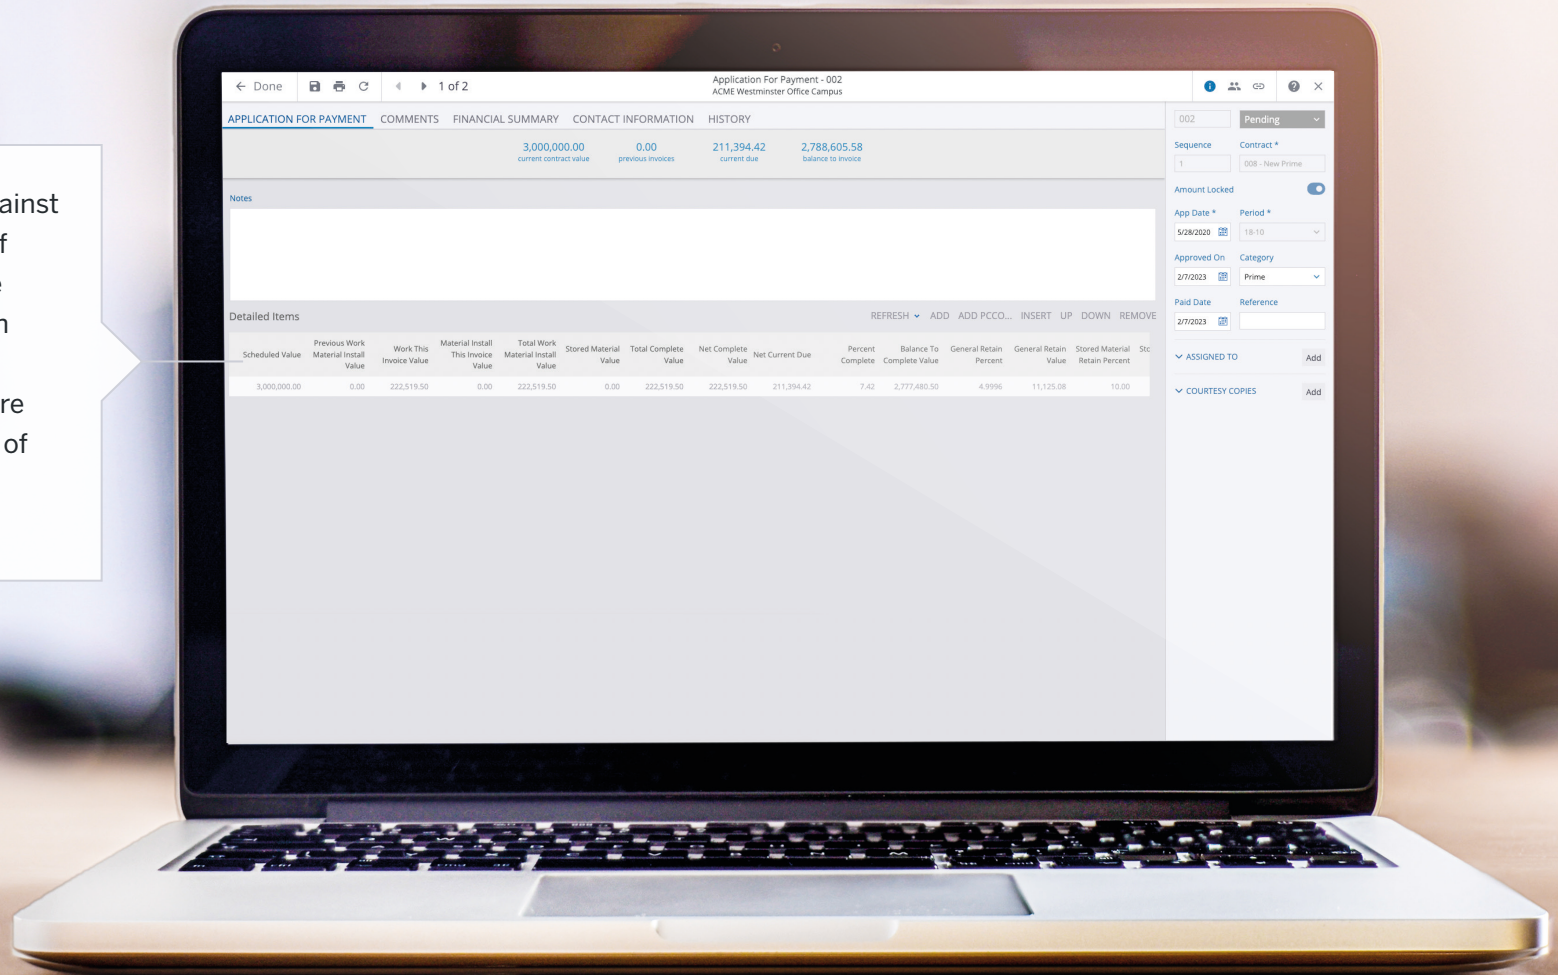 ← Done
1 of 2
Application For Payment - 002
ACME Westminster Office Campus
APPLICATION FOR PAYMENT COMMENTS FINANCIAL SUMMARY CONTACT INFORMATION HISTORY
3,000,000.00 0.00 211,394.42 2,788,605.58
current contract value previous invoices current due balance to invoice
Notes
Detailed Items
REFRESH ADD ADD PCCO... INSERT UP DOWN REMOVE
Scheduled Value
Previous Work
Material Install
Value
Work This
Invoice Value
Material Install
This Invoice
Value
Total Work
Material Install
Value
Stored Material
Value
Total Complete
Value
Net Complete
Value
Net Current Due
Percent
Complete
Balance To
Complete Value
General Retain
Percent
General Retain
Value
Stored Material
Retain Percent
Stc
3,000,000.00 0.00 222,519.50 0.00 222,519.50 0.00 222,519.50 222,519.50 211,394.42 7.42 2,777,480.50 4.9996 11,125.08 10.00
002 Pending
Sequence Contract *
1 008 - New Prime
Amount Locked
App Date * Period *
5/28/2020 18-10
Approved On Category
2/7/2023 Prime
Paid Date Reference
2/7/2023
ASSIGNED TO Add
COURTESY COPIES Add
ainst
f
e
n
re
of